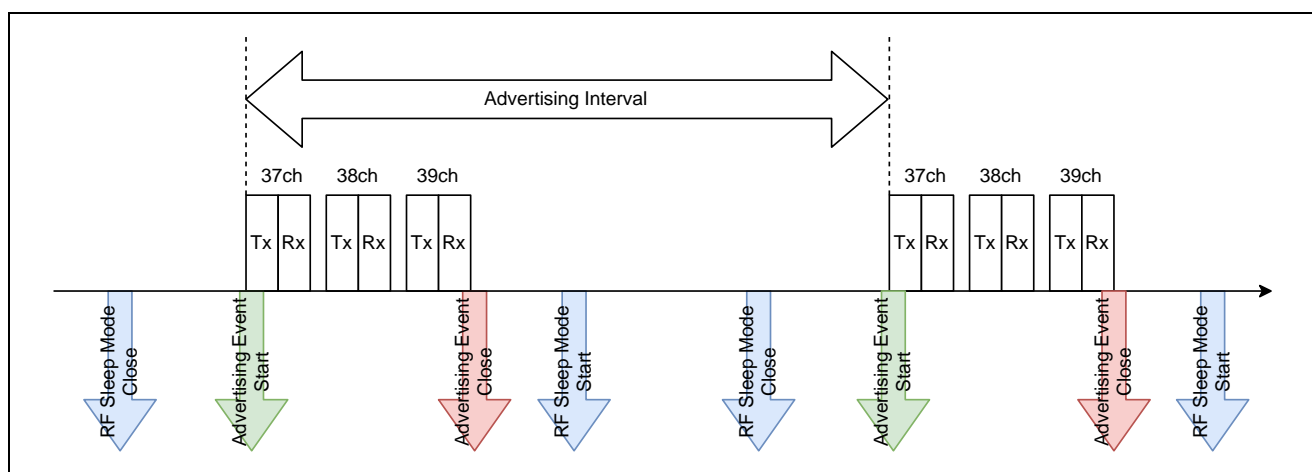 Advertising Interval
37ch
38ch
39ch
37ch
38ch
39ch
Tx
Rx
Tx
Rx
Tx
Rx
Tx
Rx
Tx
Rx
Tx
Rx
RF Sleep Mode
Close
Advertising Event
Start
Advertising Event
Close
RF Sleep Mode
Start
RF Sleep Mode
Close
Advertising Event
Start
Advertising Event
Close
RF Sleep Mode
Start